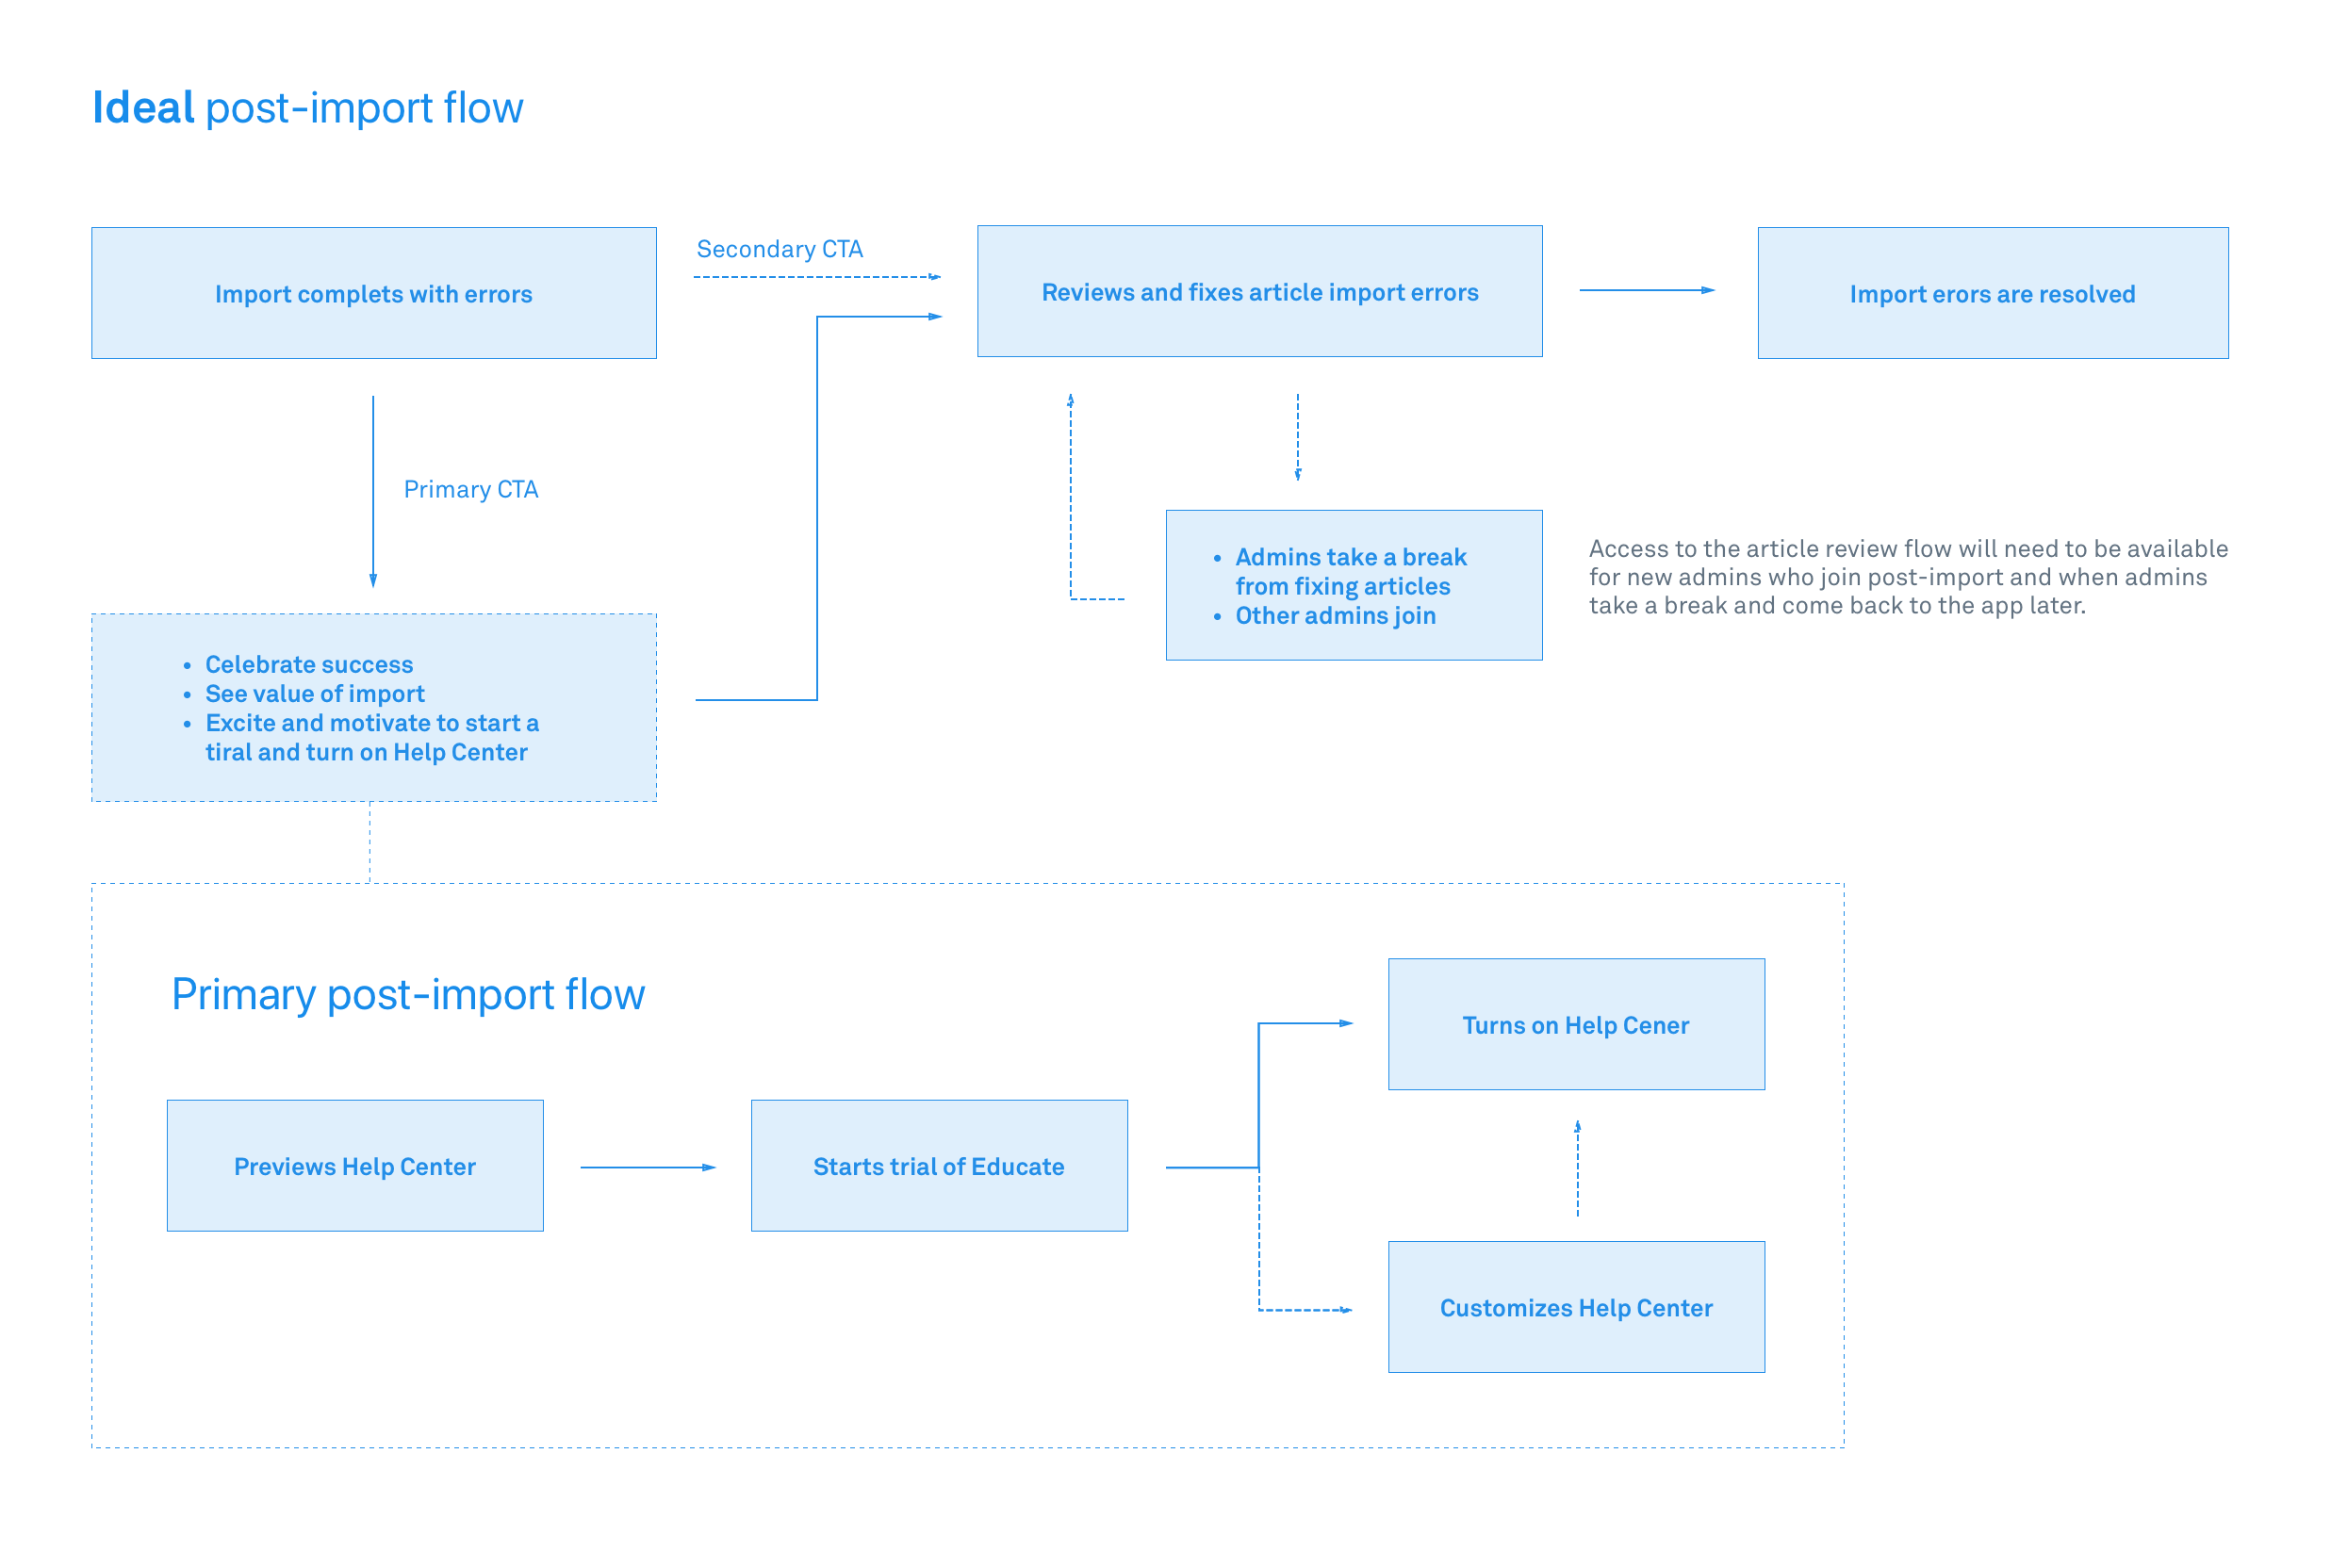 Ideal post-import flow
Import complets with errors
Secondary CTA
Reviews and fixes article import errors
Import erors are resolved
Primary CTA
• Admins take a break
from fixing articles
• Other admins join
Access to the article review flow will need to be available
for new admins who join post-import and when admins
take a break and come back to the app later.
• Celebrate success
• See value of import
• Excite and motivate to start a
tiral and turn on Help Center
Primary post-import flow
Previews Help Center
Starts trial of Educate
Turns on Help Cener
Customizes Help Center